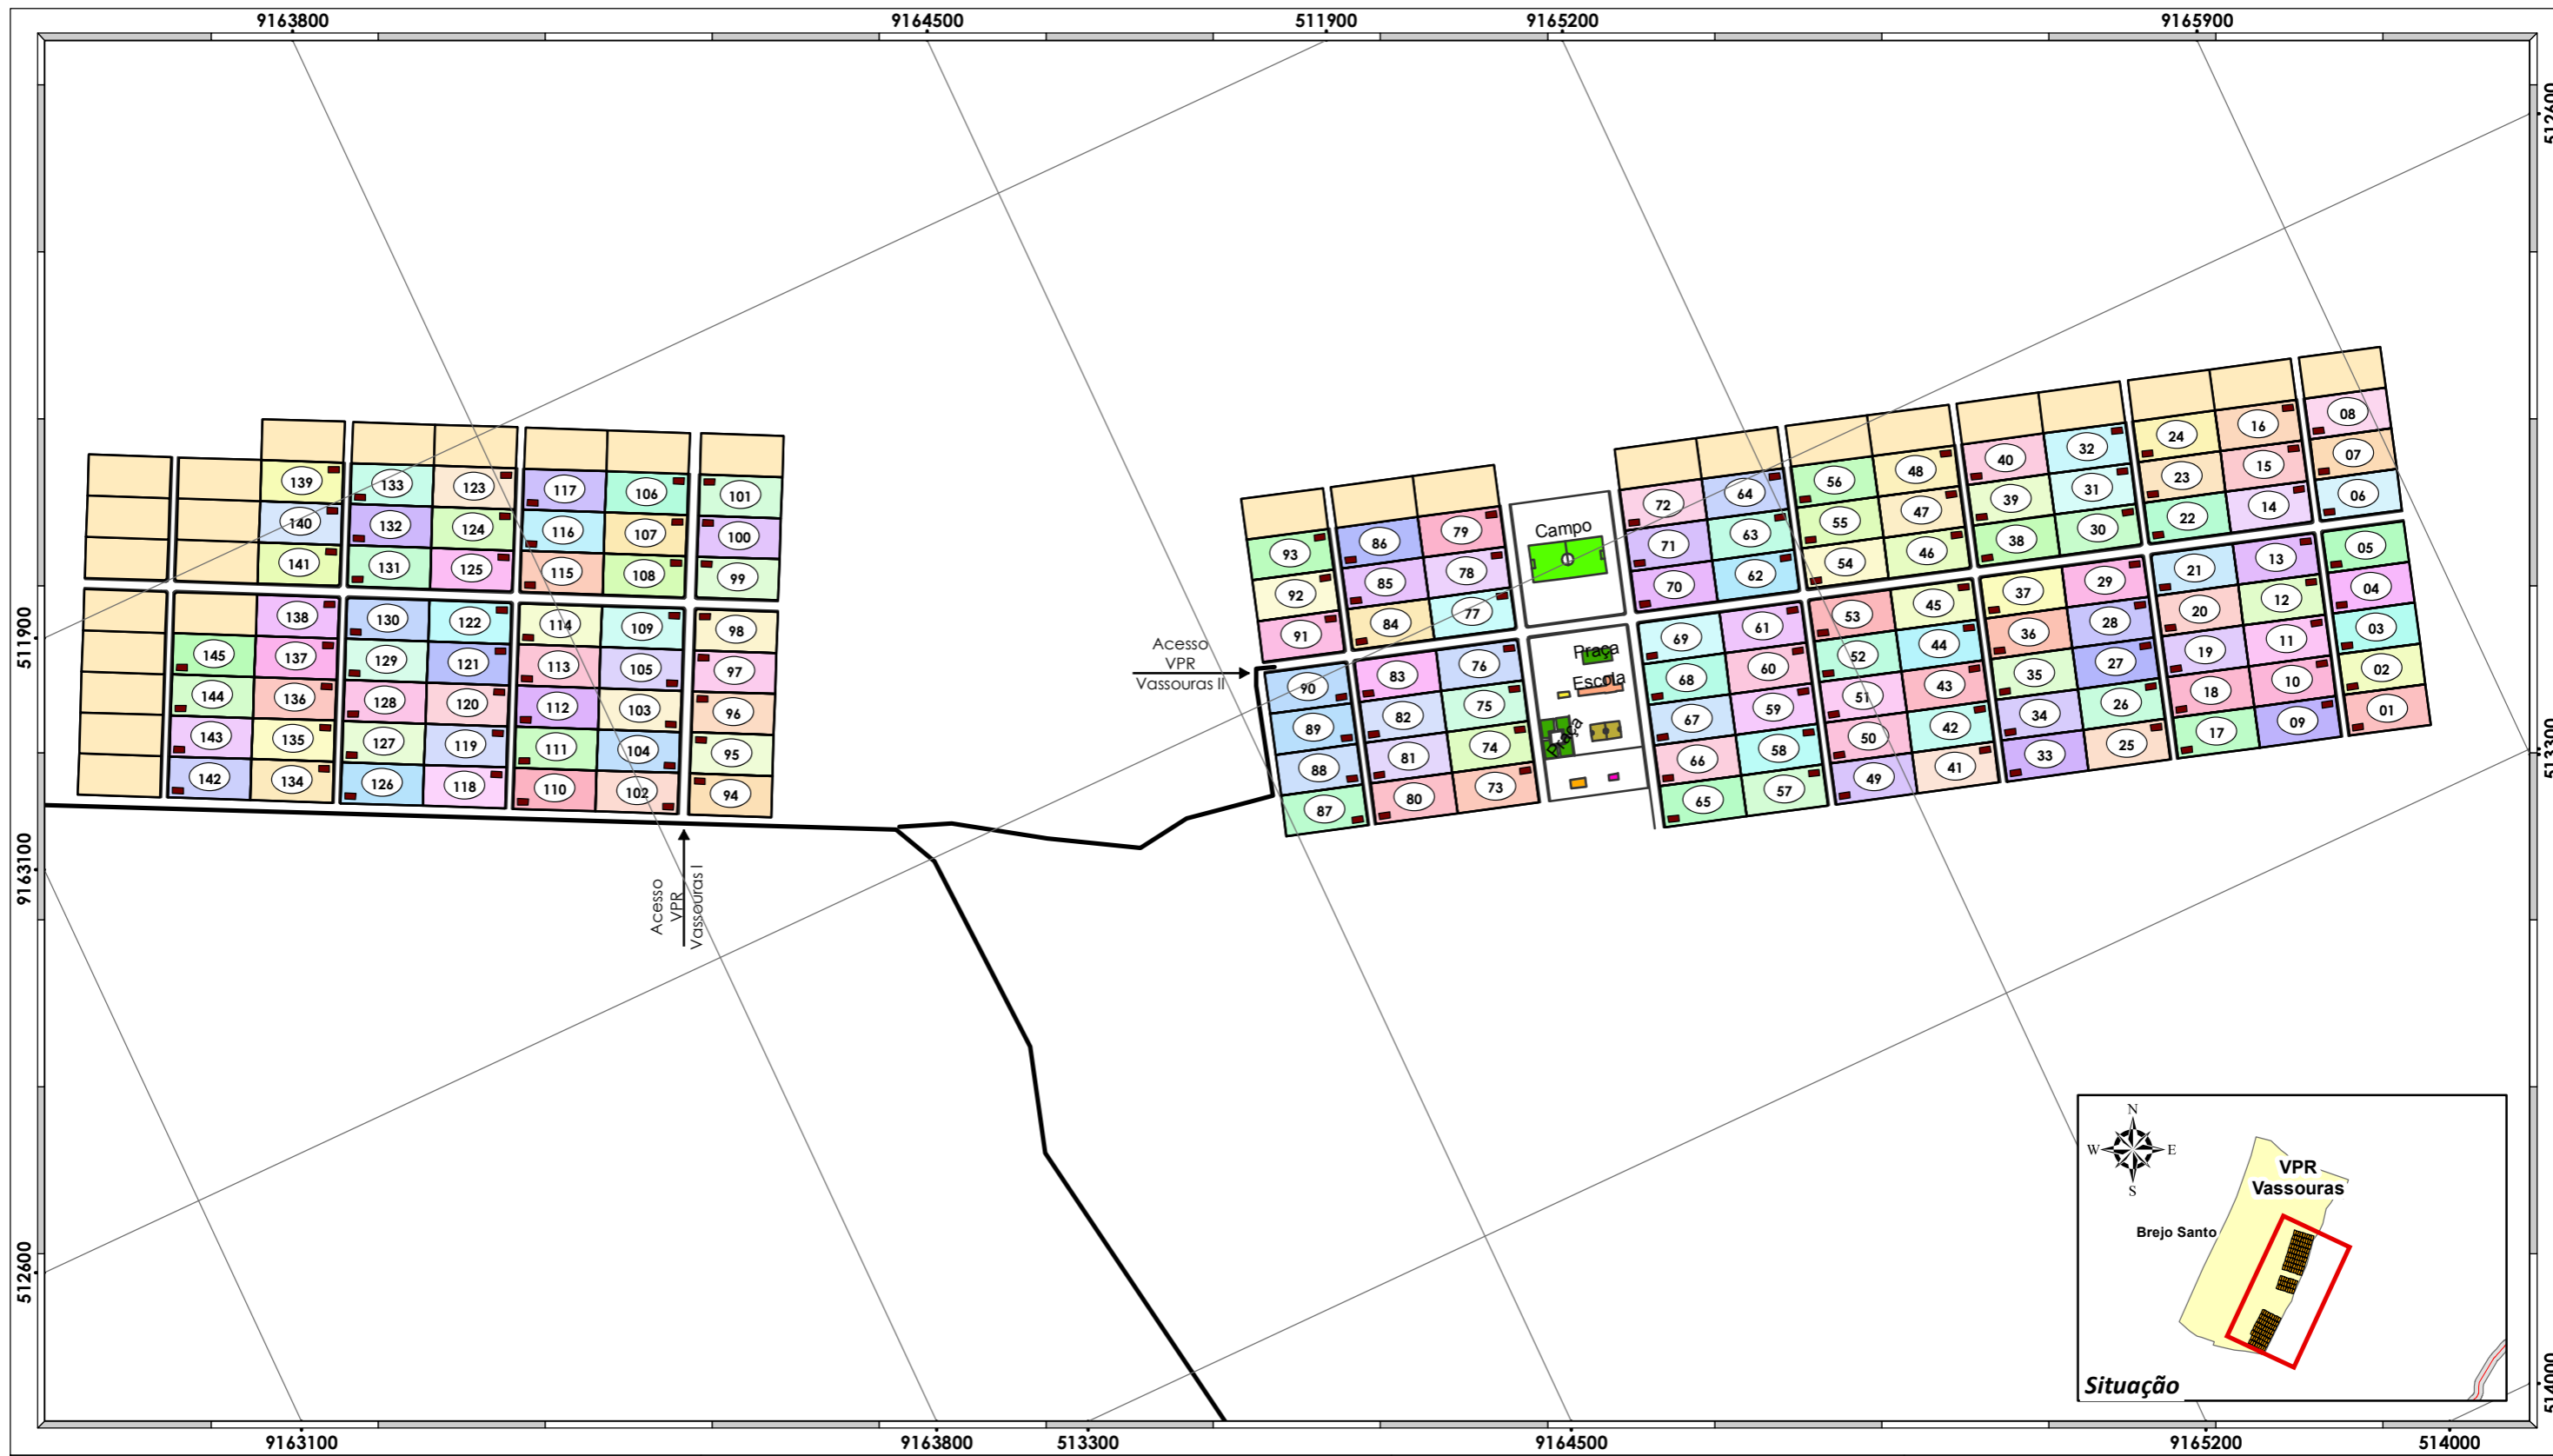 9163800 9164500 511900 9165200 9165900
512600
513300
514000
511900
9163100
512600
9163100 9163800 513300 9164500 9165200 514000
139 133 123 117 106 101
140 132 124 116 107 100
141 131 125 115 108 99
138 130 122 114 109 98
145 137 129 121 113 105 97
144 136 128 120 112 103 96
143 135 127 119 111 104 95
142 134 126 118 110 102 94
Acesso
VPR
Vassouras I
Acesso
VPR
Vassouras II
93 86 79
92 85 78
91 84 77
90 83 76
89 82 75
88 81 74
87 80 73
Campo
Praça
Escola
Praça
72 64 56 48 40 32 24 16 08
71 63 55 47 39 31 23 15 07
70 62 54 46 38 30 22 14 06
69 61 53 45 37 29 21 13 05
68 60 52 44 36 28 20 12 04
67 59 51 43 35 27 19 11 03
66 58 50 42 34 26 18 10 02
65 57 49 41 33 25 17 09 01
N
W E
S
VPR
Vassouras
Brejo Santo
Situação